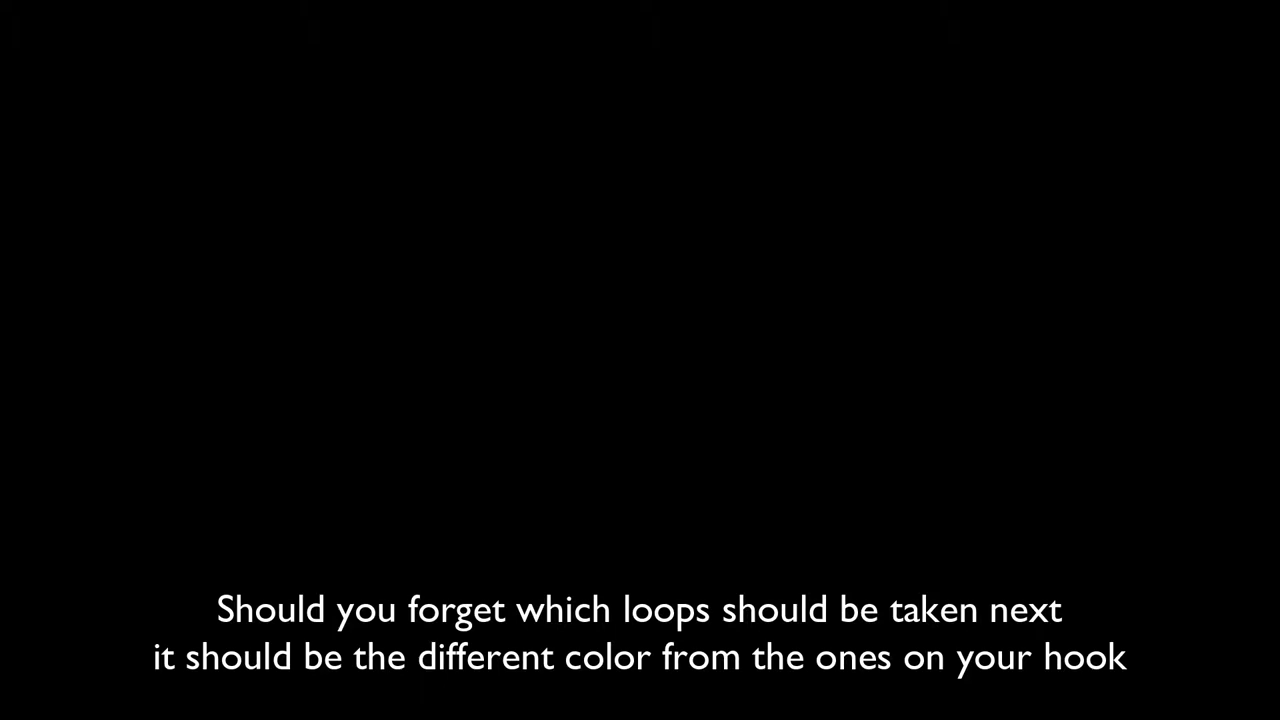 Should you forget which loops should be taken next
it should be the different color from the ones on your hook